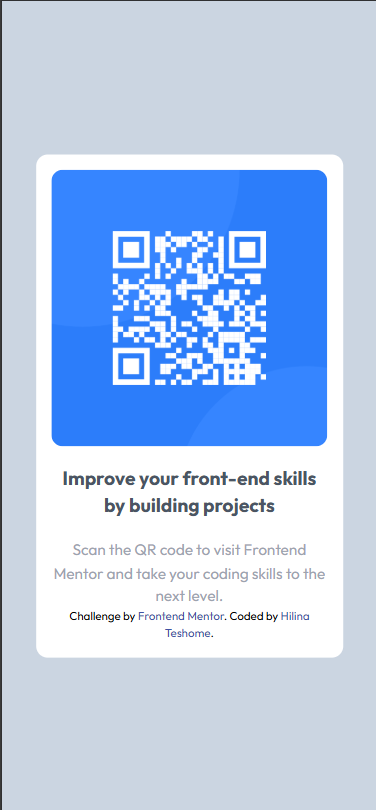 Improve your front-end skills
by building projects
Scan the QR code to visit Frontend
Mentor and take your coding skills to the
next level.
Challenge by Frontend Mentor. Coded by Hilina
Teshome.